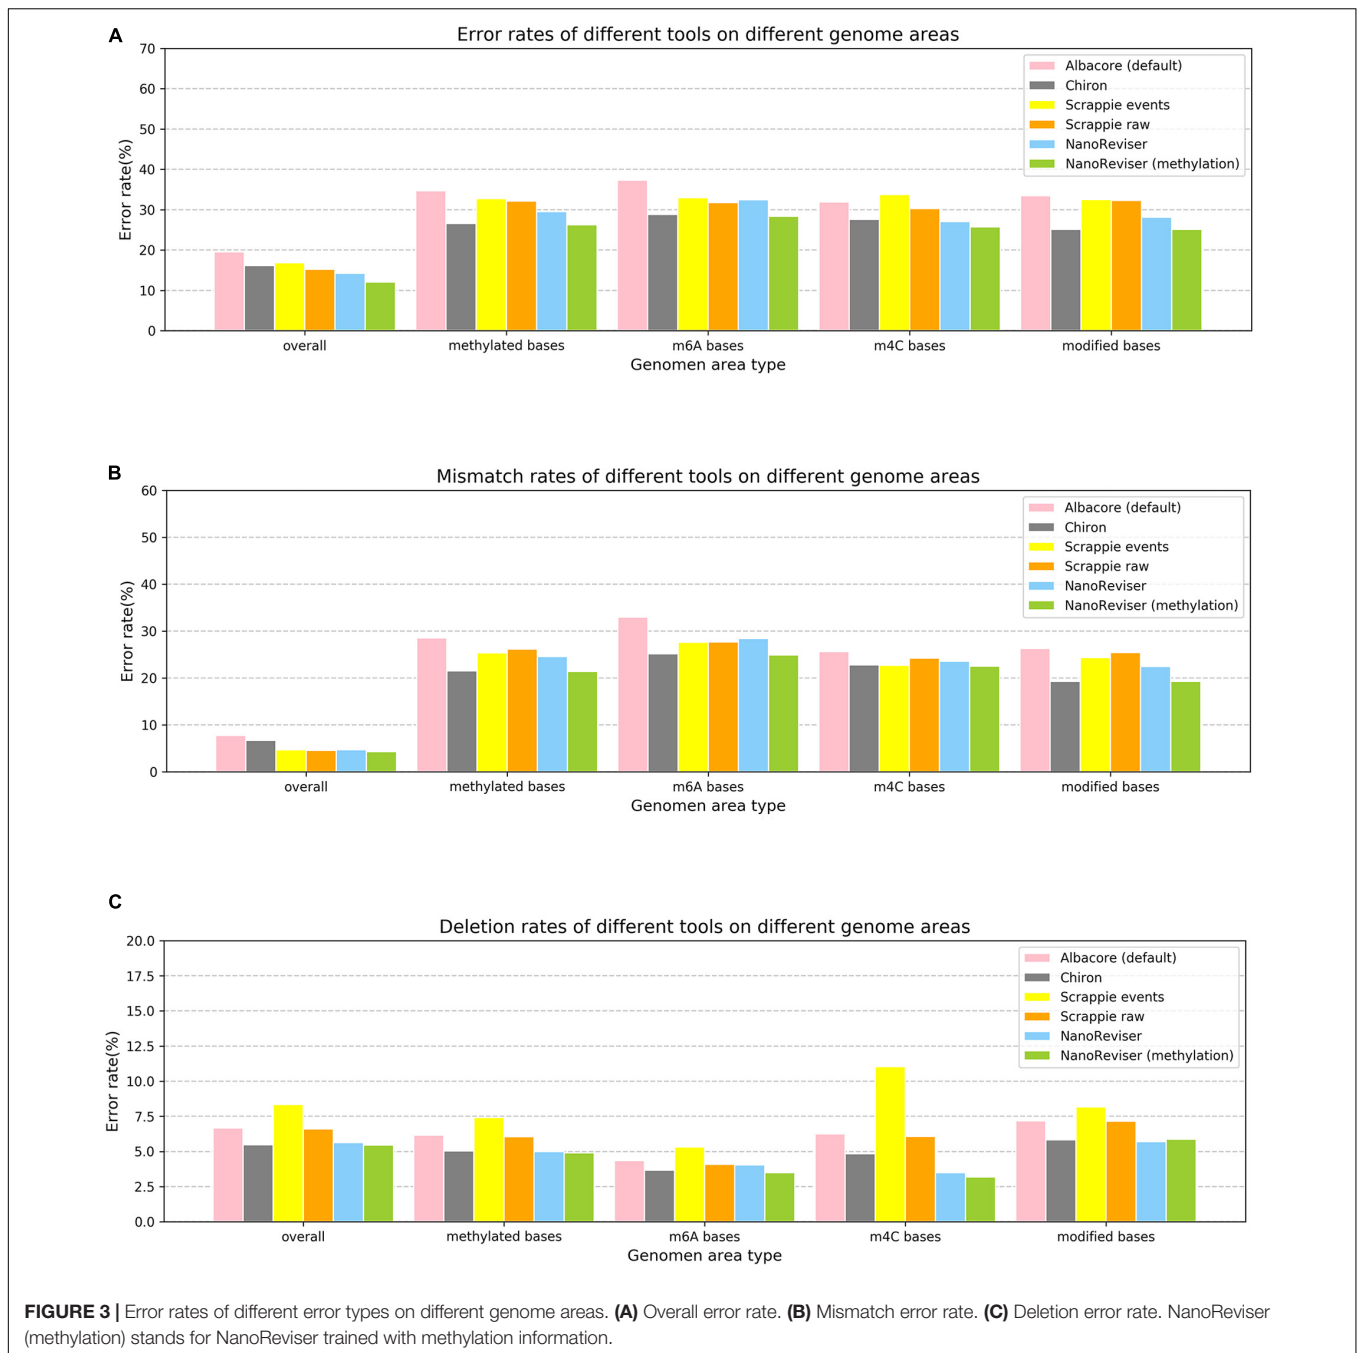 A
Error rates of different tools on different genome areas
70
60
50
40
30
20
10
0
Error rate(%)
Albacore (default)
Chiron
Scrappie events
Scrappie raw
NanoReviser
NanoReviser (methylation)
overall
methylated bases
m6A bases
m4C bases
modified bases
Genomen area type
B
Mismatch rates of different tools on different genome areas
60
50
40
30
20
10
0
Error rate(%)
Albacore (default)
Chiron
Scrappie events
Scrappie raw
NanoReviser
NanoReviser (methylation)
overall
methylated bases
m6A bases
m4C bases
modified bases
Genomen area type
C
Deletion rates of different tools on different genome areas
20.0
17.5
15.0
12.5
10.0
7.5
5.0
2.5
0.0
Error rate(%)
Albacore (default)
Chiron
Scrappie events
Scrappie raw
NanoReviser
NanoReviser (methylation)
overall
methylated bases
m6A bases
m4C bases
modified bases
Genomen area type
FIGURE 3 | Error rates of different error types on different genome areas. (A) Overall error rate. (B) Mismatch error rate. (C) Deletion error rate. NanoReviser
(methylation) stands for NanoReviser trained with methylation information.